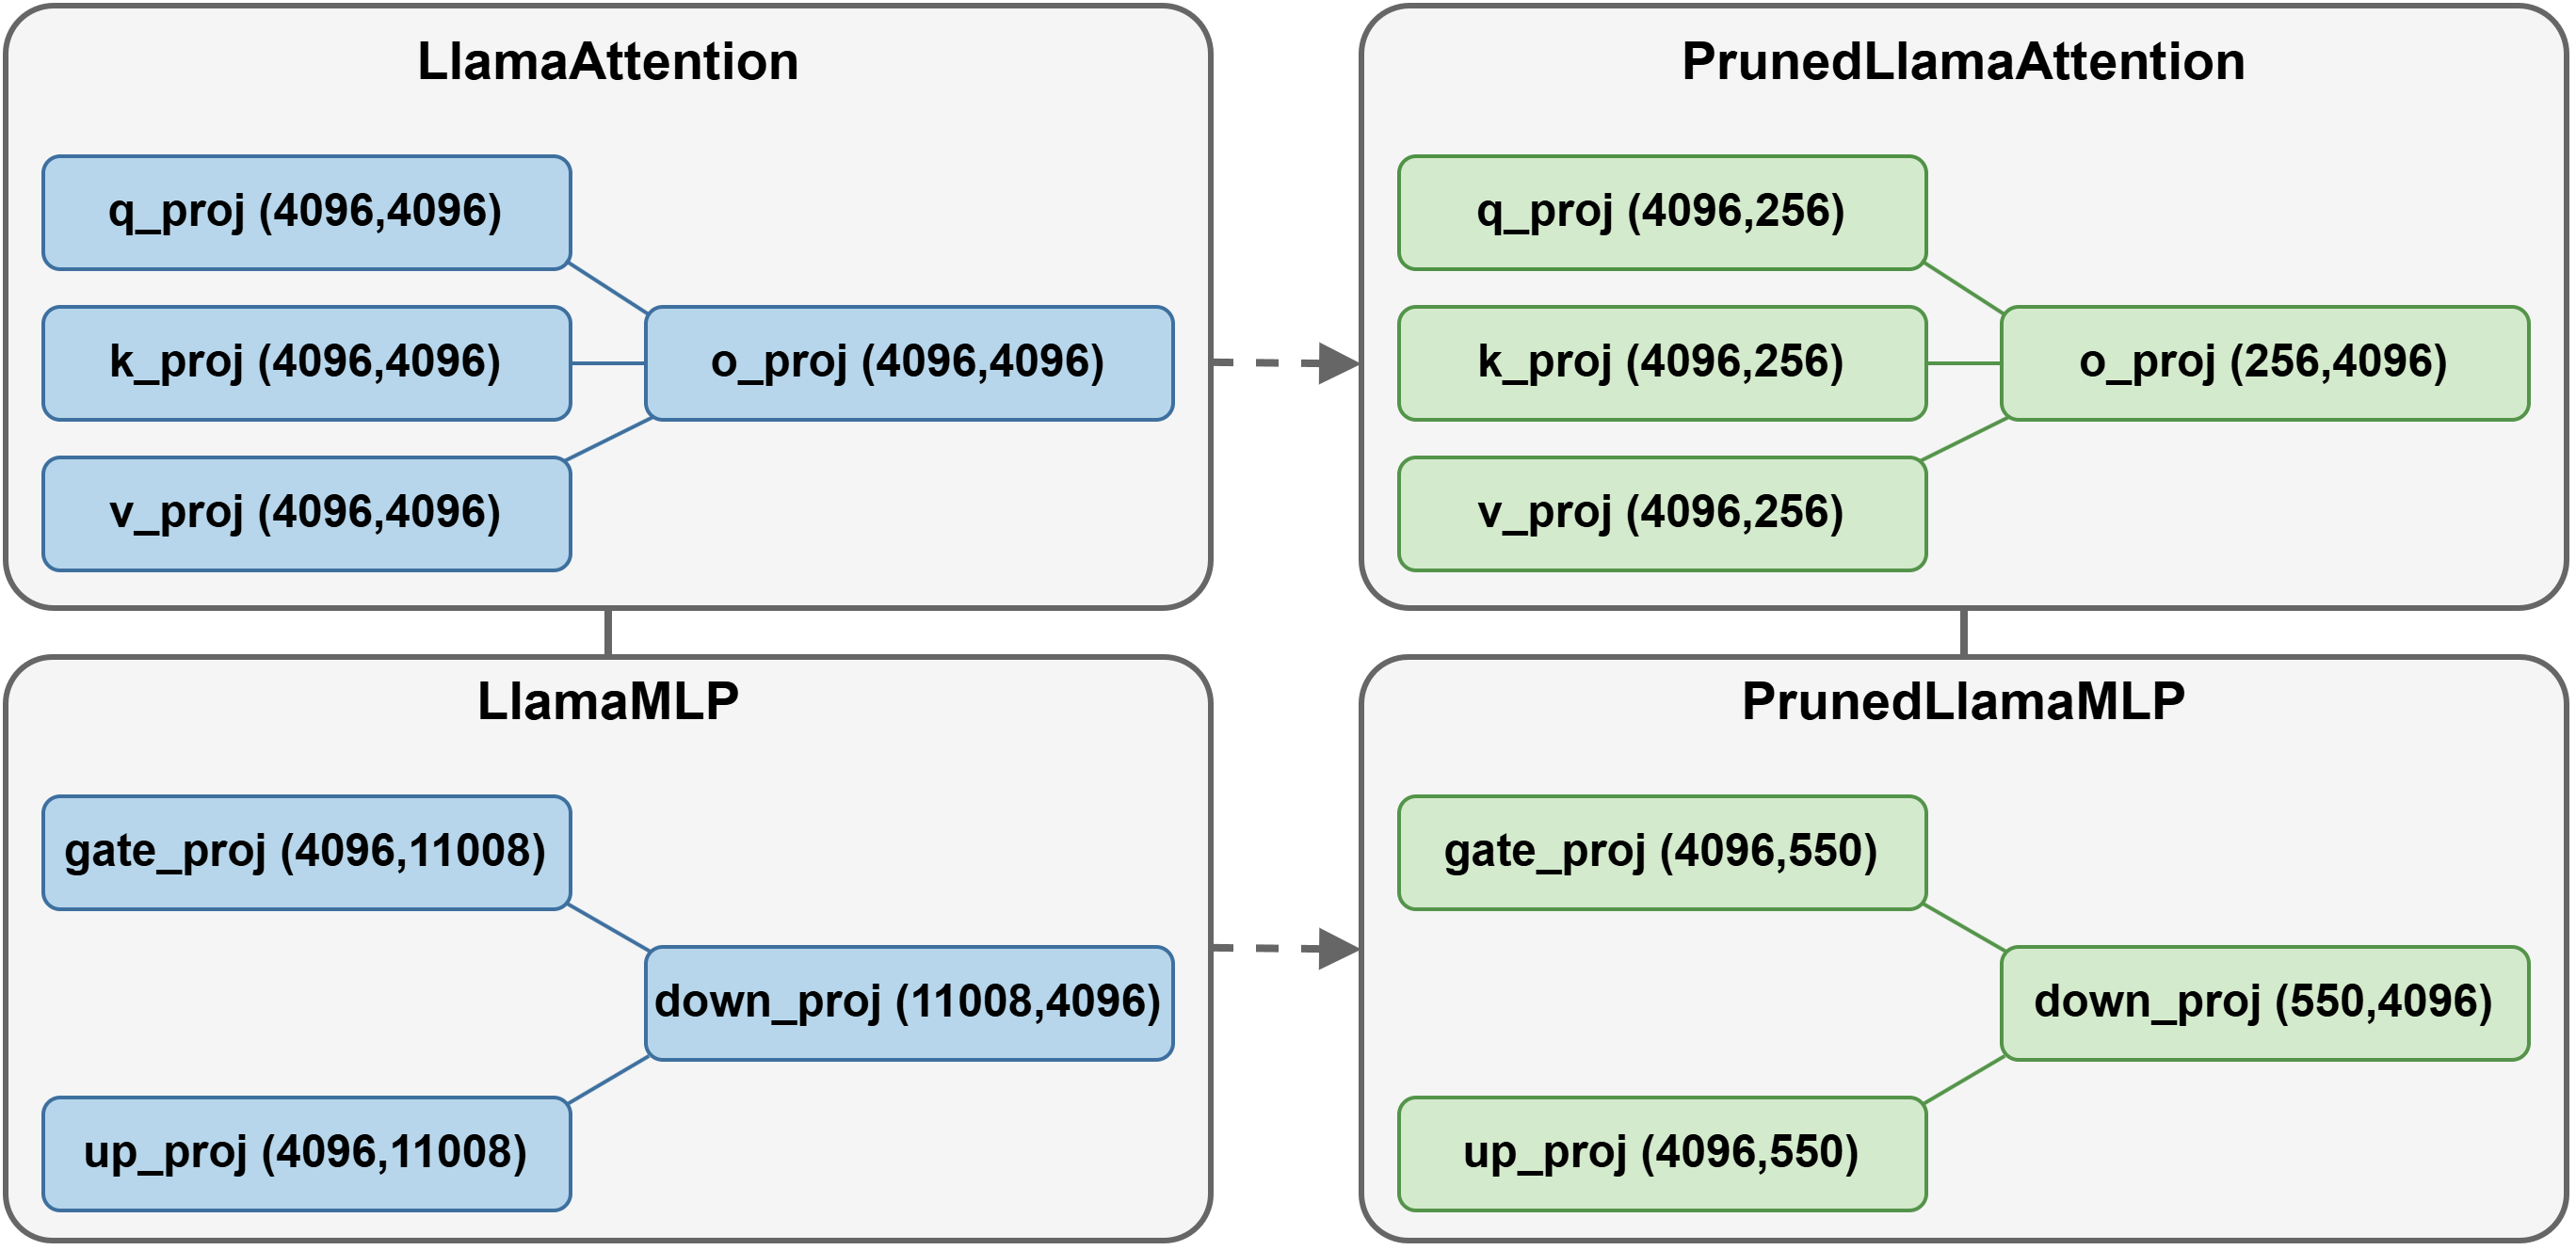 LlamaAttention
q_proj (4096,4096)
k_proj (4096,4096)
v_proj (4096,4096)
o_proj (4096,4096)
PrunedLlamaAttention
q_proj (4096,256)
k_proj (4096,256)
v_proj (4096,256)
o_proj (256,4096)
LlamaMLP
gate_proj (4096,11008)
down_proj (11008,4096)
up_proj (4096,11008)
PrunedLlamaMLP
gate_proj (4096,550)
down_proj (550,4096)
up_proj (4096,550)